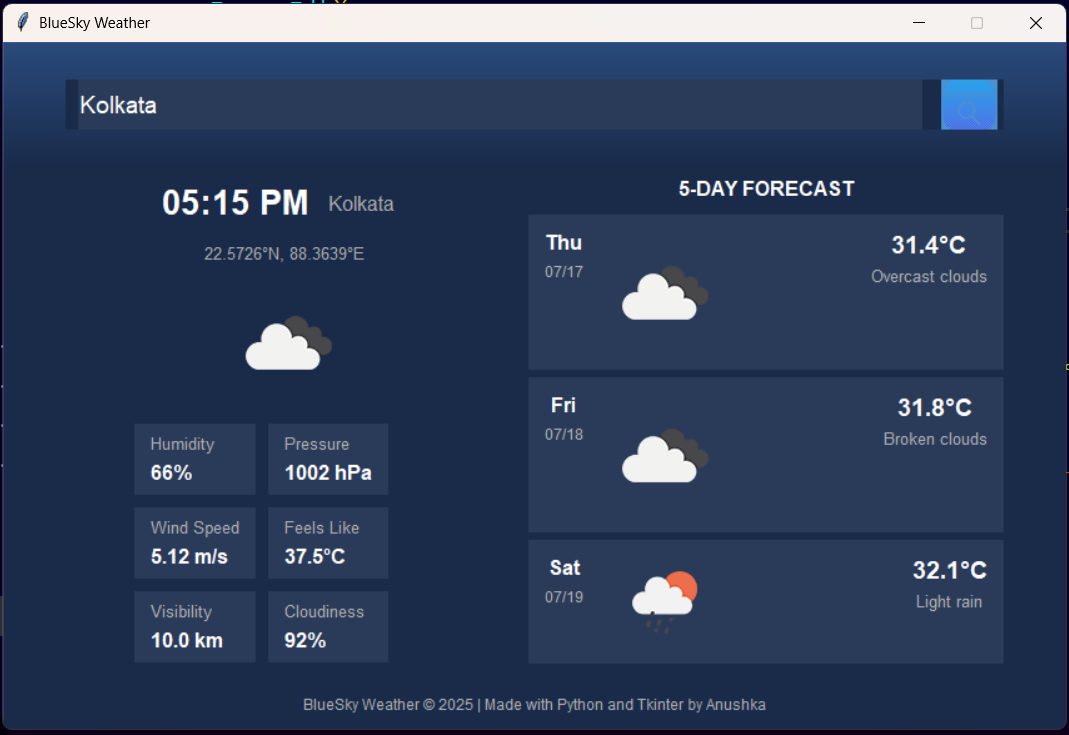 BlueSky Weather
Kolkata
05:15 PM Kolkata
22.5726°N, 88.3639°E
Humidity
66%
Pressure
1002 hPa
Wind Speed
5.12 m/s
Feels Like
37.5°C
Visibility
10.0 km
Cloudiness
92%
5-DAY FORECAST
Thu
07/17
31.4°C
Overcast clouds
Fri
07/18
31.8°C
Broken clouds
Sat
07/19
32.1°C
Light rain
BlueSky Weather © 2025 | Made with Python and Tkinter by Anushka